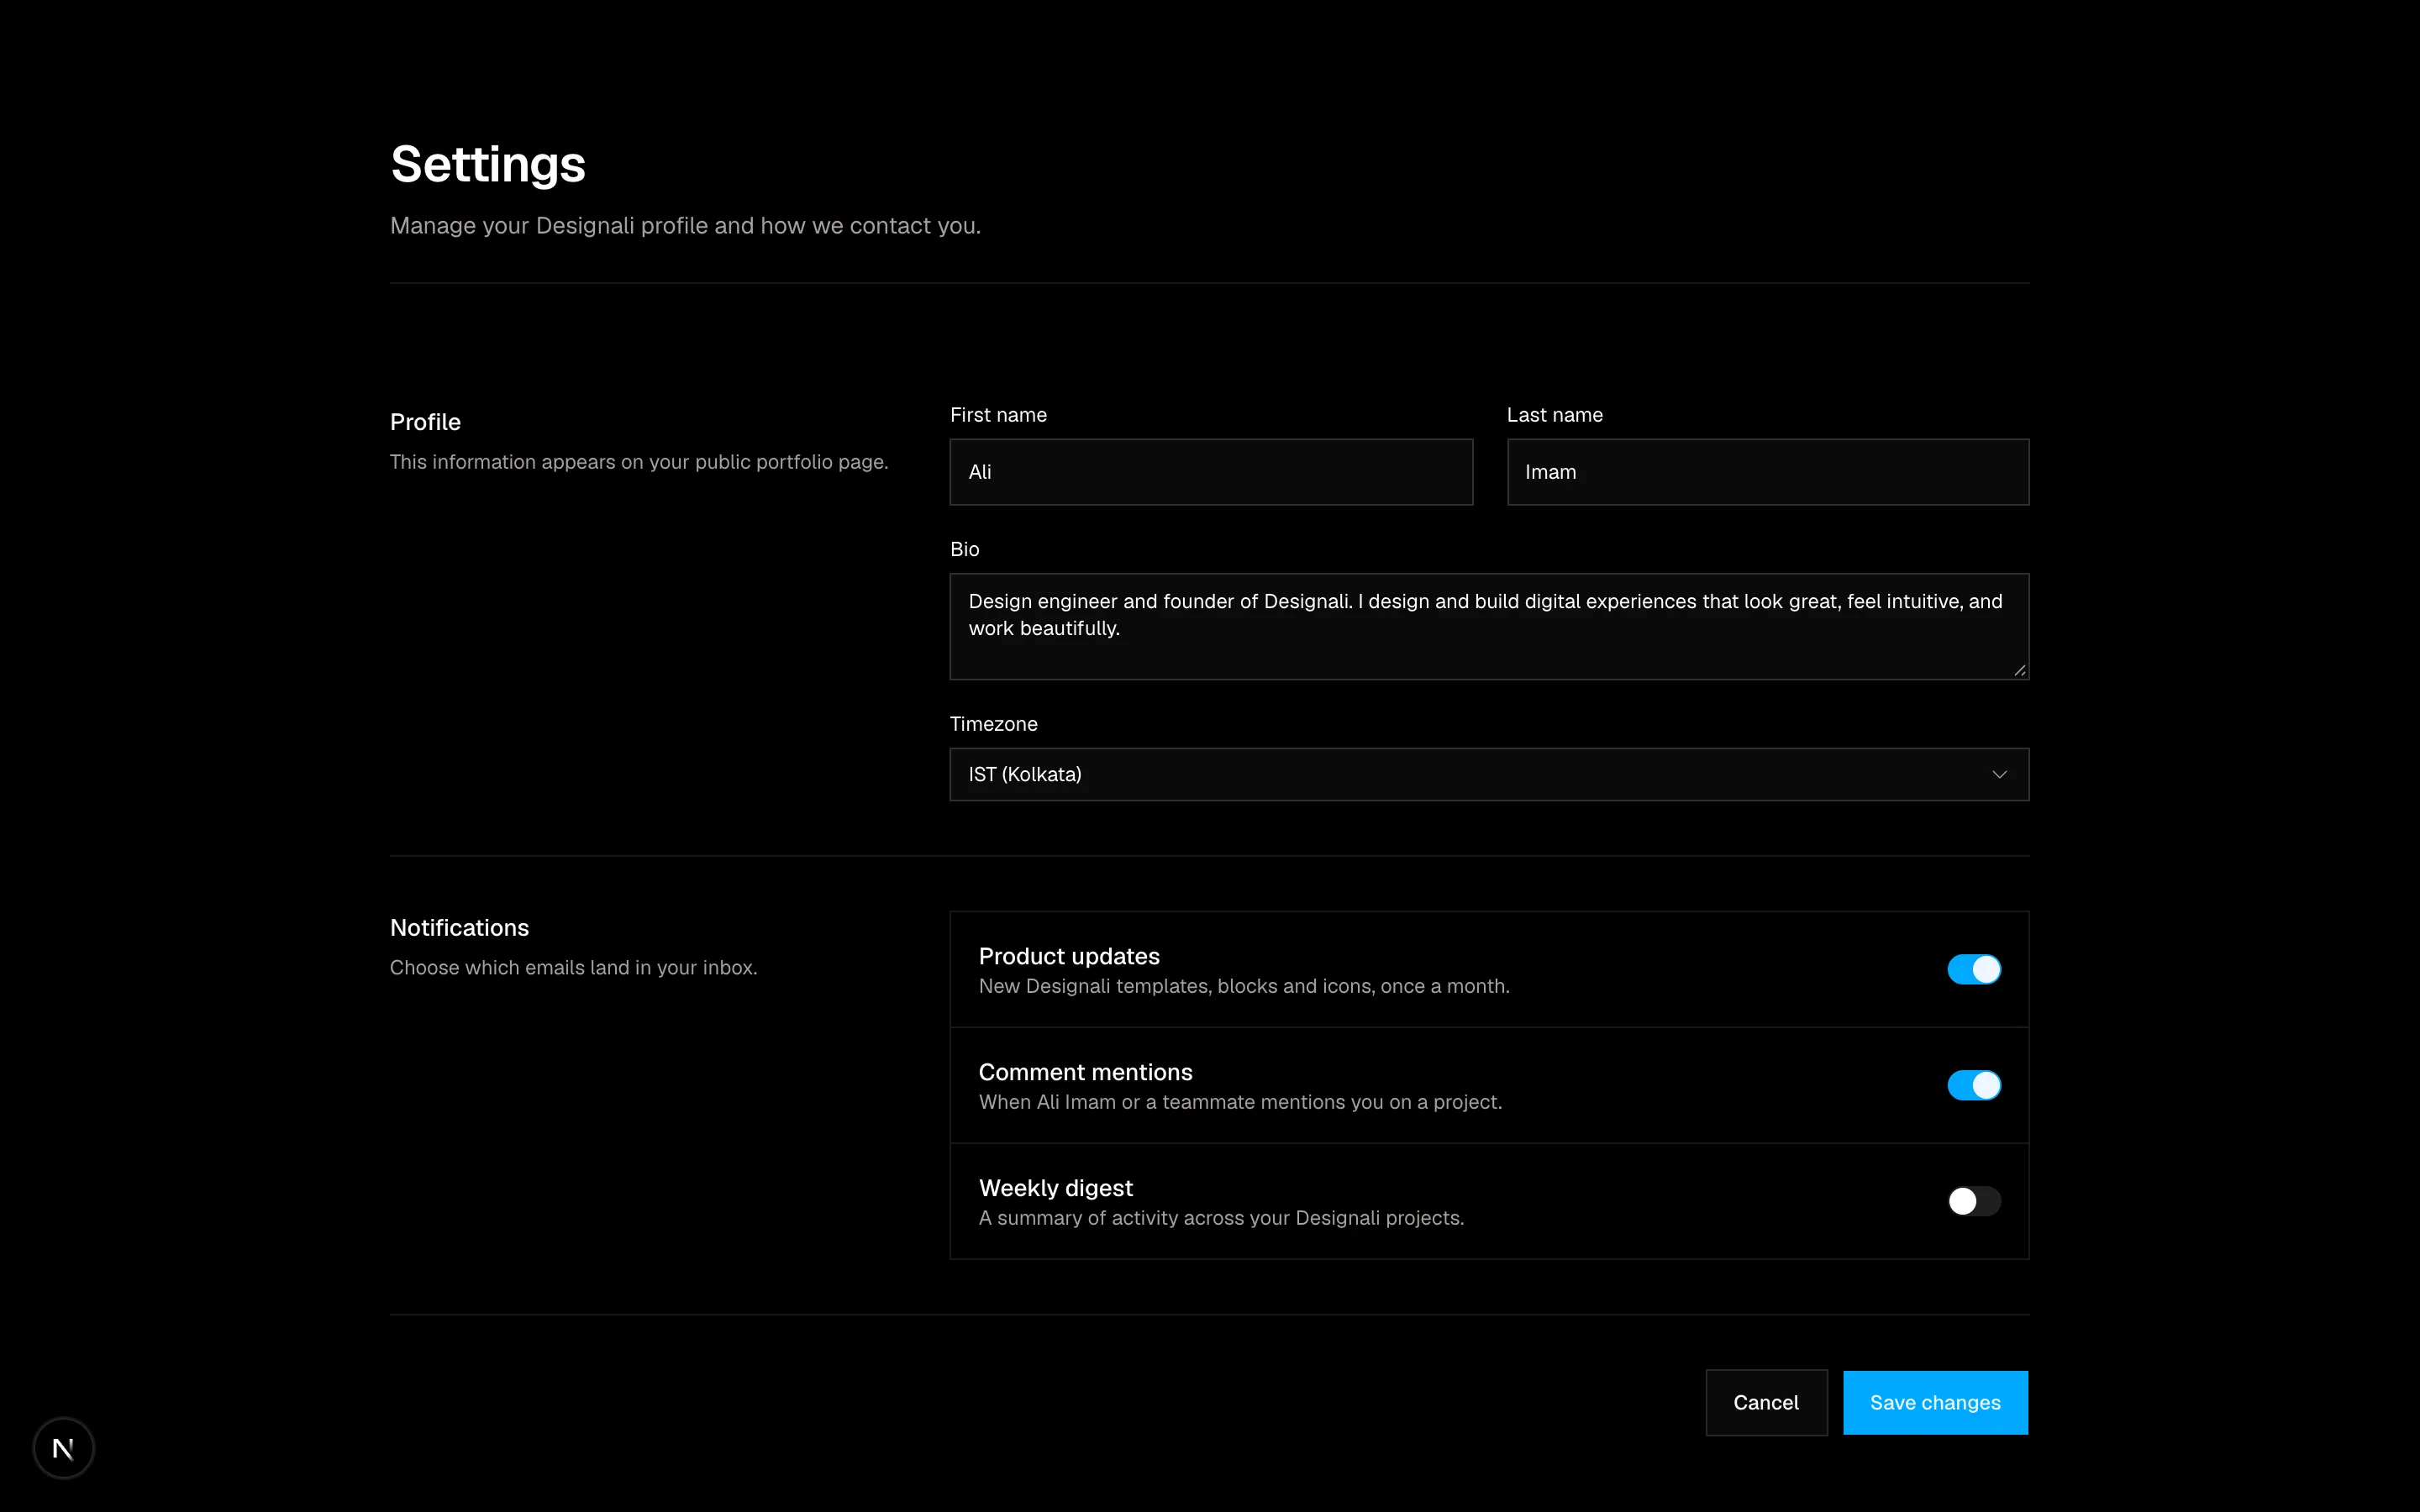 Settings
Manage your Designali profile and how we contact you.
Profile
This information appears on your public portfolio page.
First name
Last name
Ali
Imam
Bio
Design engineer and founder of Designali. I design and build digital experiences that look great, feel intuitive, and
work beautifully.
Timezone
IST (Kolkata)
Notifications
Choose which emails land in your inbox.
Product updates
New Designali templates, blocks and icons, once a month.
Comment mentions
When Ali Imam or a teammate mentions you on a project.
Weekly digest
A summary of activity across your Designali projects.
Cancel
Save changes
N